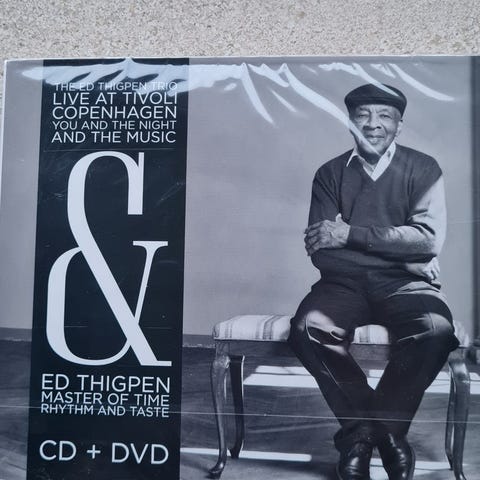 THE ED THIGPEN TRIO
LIVE AT TIVOLI
COPENHAGEN
YOU AND THE NIGHT
AND THE MUSIC
&
ED THIGPEN
MASTER OF TIME
RHYTHM AND TASTE
CD + DVD